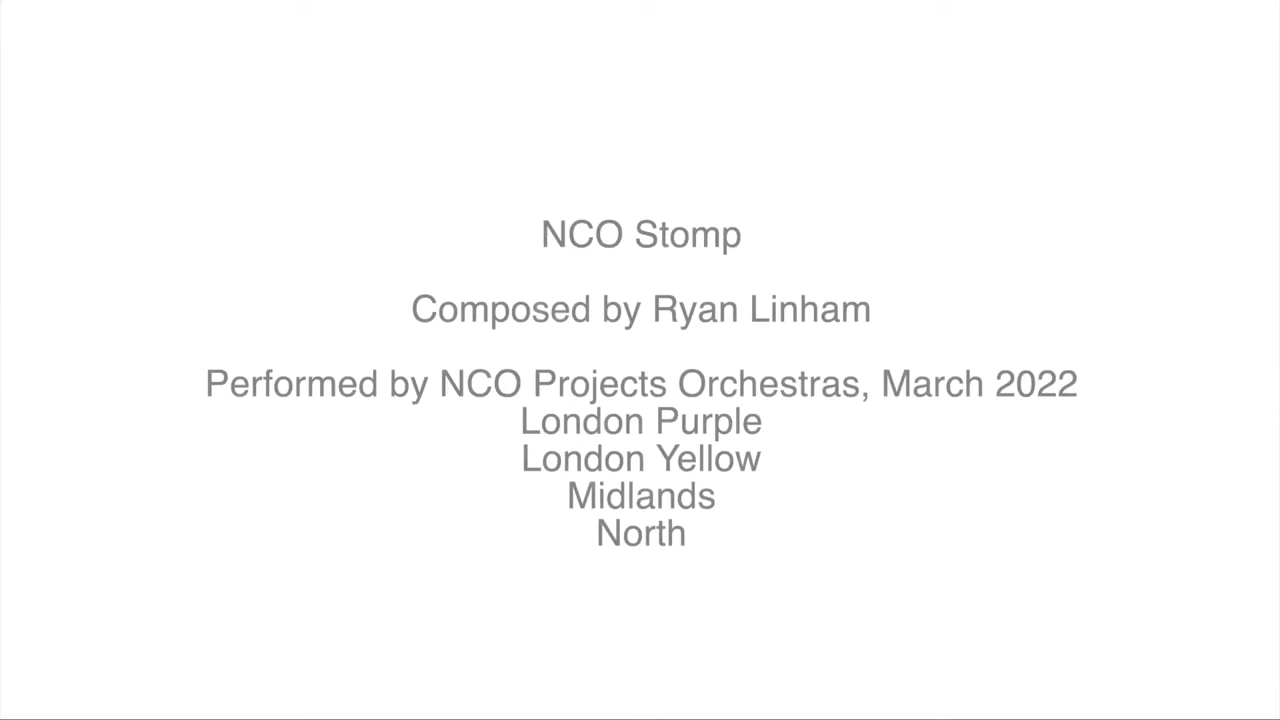 NCO Stomp
Composed by Ryan Linham
Performed by NCO Projects Orchestras, March 2022
London Purple
London Yellow
Midlands
North